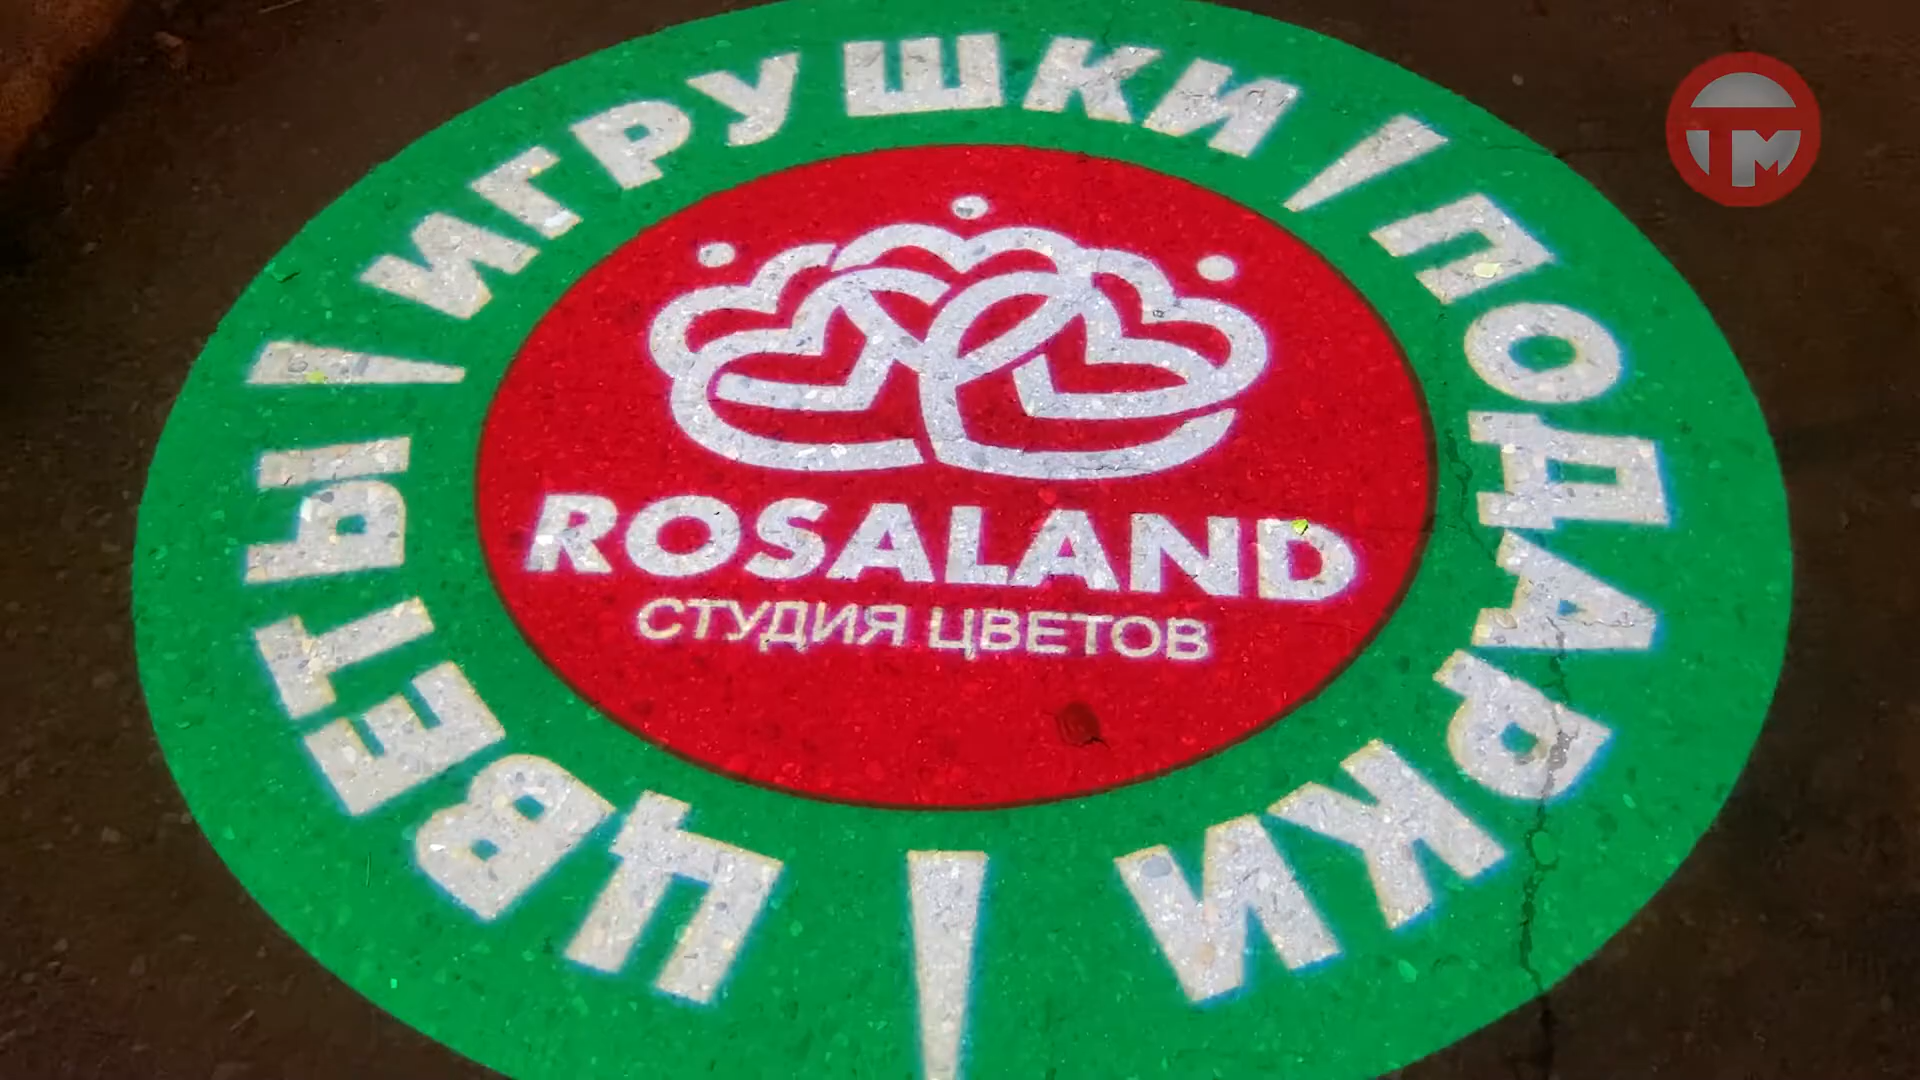 ЦВЕТЫ | ИГРУШКИ | ПОДАРКИ |
ROSALAND
СТУДИЯ ЦВЕТОВ
ТМ